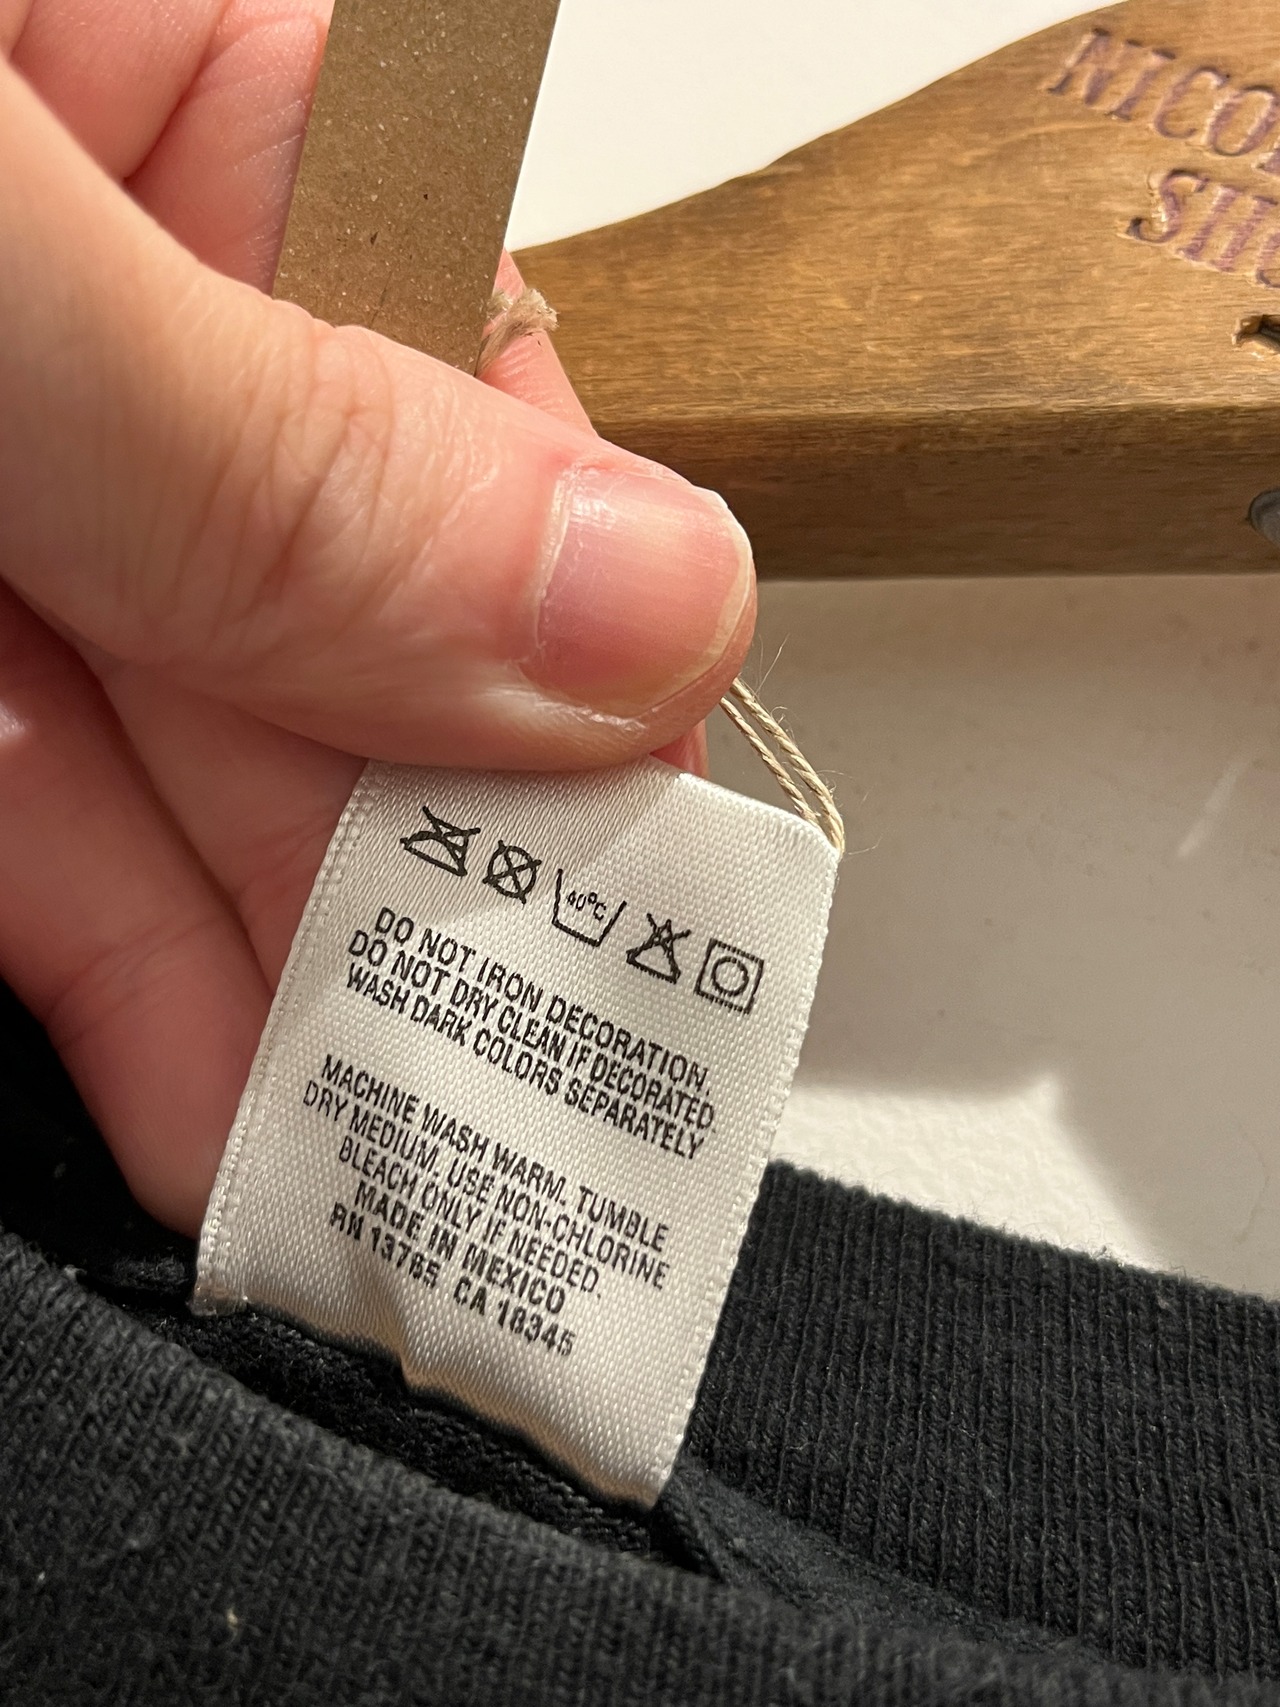 40°C
DO NOT IRON DECORATION.
DO NOT DRY CLEAN IF DECORATED.
WASH DARK COLORS SEPARATELY
MACHINE WASH WARM. TUMBLE
DRY MEDIUM. USE NON-CHLORINE
BLEACH ONLY IF NEEDED.
MADE IN MEXICO
RN 13765 CA 18345